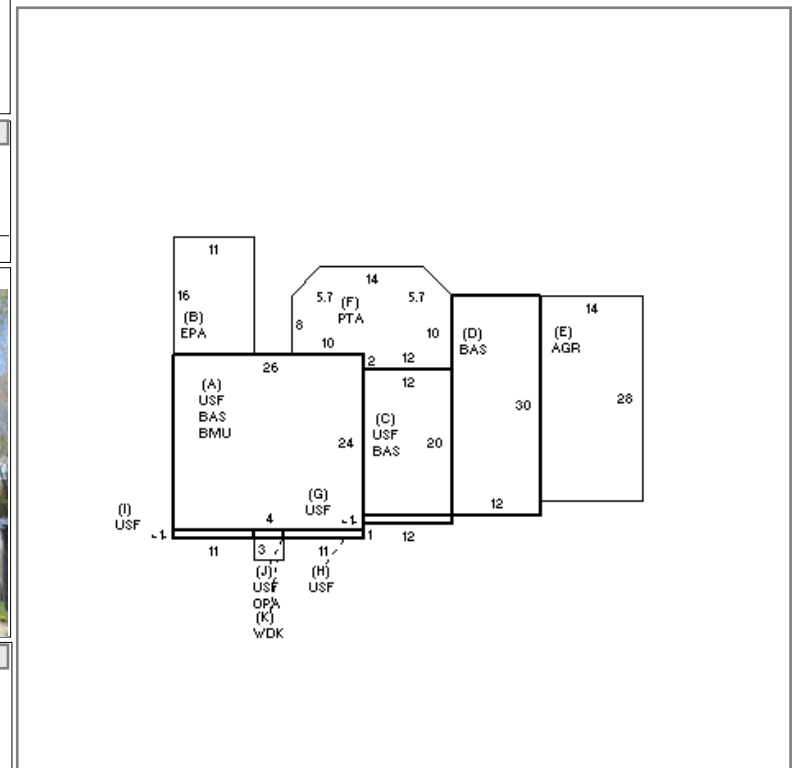 11
16
(B)
EPA
14
5.7
(F)
5.7
PTA
8
10
10
2
12
26
(A)
USF
BAS
BMU
24
12
(C)
USF
BAS
20
(D)
BAS
30
12
14
(E)
AGR
28
(G)
USF
1
4
(I)
USF
1
11
3
11
1
12
(J)
USF
OPA
(H)
USF
(K)
WDK